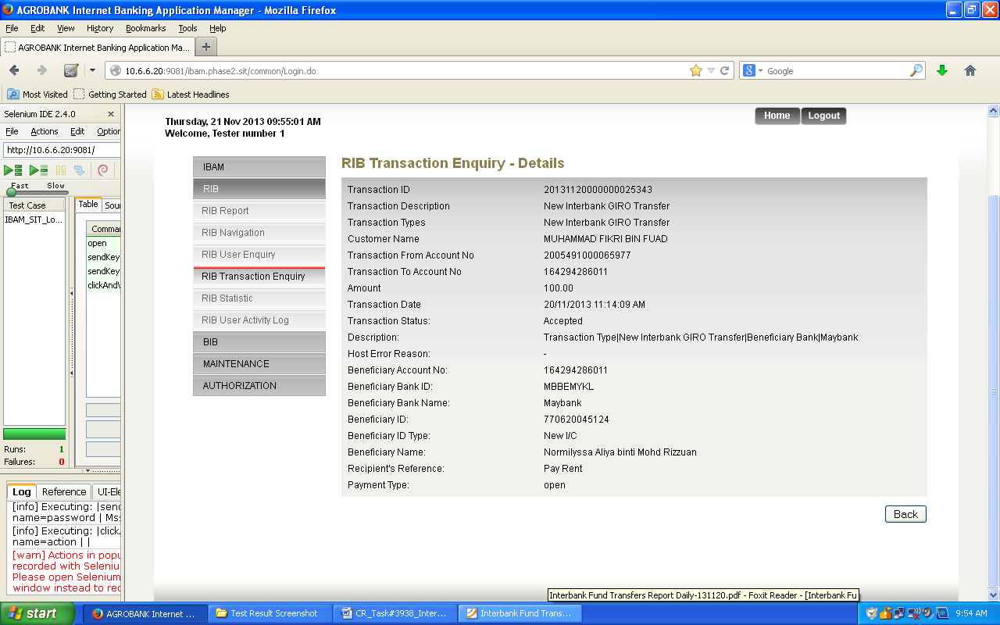 AGROBANK Internet Banking Application Manager - Mozilla Firefox
File Edit View History Bookmarks Tools Help
AGROBANK Internet Banking Application Ma...
10.6.6.20:9081/ibam.phase2.sit/common/Login.do
Google
Most Visited Getting Started Latest Headlines
Selenium IDE 2.4.0
File Actions Edit Option
http://10.6.6.20:9081/
Fast Slow
Test Case
IBAM_SIT_Lo...
Table Sour
Comma
open
sendKey
sendKey
clickAndV
Runs: 1
Failures: 0
Log Reference UI-Ele
[info] Executing: |send
name=password | Mss
[info] Executing: |click
name=action | |
[warn] Actions in popu
recorded with Seleniu
Please open Selenium
window instead to rec
Thursday, 21 Nov 2013 09:55:01 AM
Welcome, Tester number 1
Home Logout
IBAM
RIB
RIB Report
RIB Navigation
RIB User Enquiry
RIB Transaction Enquiry
RIB Statistic
RIB User Activity Log
BIB
MAINTENANCE
AUTHORIZATION
RIB Transaction Enquiry - Details
Transaction ID 20131120000000025343
Transaction Description New Interbank GIRO Transfer
Transaction Types New Interbank GIRO Transfer
Customer Name MUHAMMAD FIKRI BIN FUAD
Transaction From Account No 2005491000065977
Transaction To Account No 164294286011
Amount 100.00
Transaction Date 20/11/2013 11:14:09 AM
Transaction Status: Accepted
Description: Transaction Type|New Interbank GIRO Transfer|Beneficiary Bank|Maybank
Host Error Reason: -
Beneficiary Account No: 164294286011
Beneficiary Bank ID: MBBEMYKL
Beneficiary Bank Name: Maybank
Beneficiary ID: 770620045124
Beneficiary ID Type: New I/C
Beneficiary Name: Normilyssa Aliya binti Mohd Rizzuan
Recipient's Reference: Pay Rent
Payment Type: open
Back
Interbank Fund Transfers Report Daily-131120.pdf - Foxit Reader - [Interbank Fu
start AGROBANK Internet ... Test Result Screenshot CR_Task#3938_Inter... Interbank Fund Trans... 9:54 AM